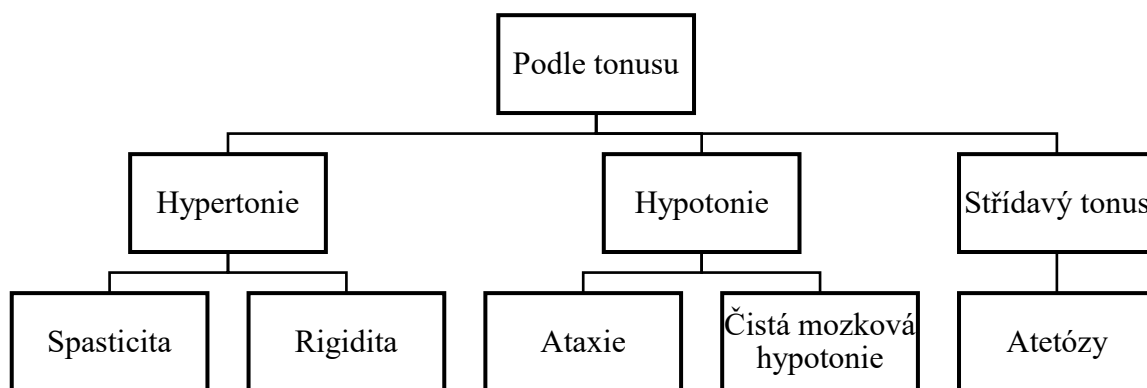 Podle tonusu
Hypertonie
Hypotonie
Střídavý tonus
Spasticita
Rigidita
Ataxie
Čistá mozková
hypotonie
Atetózy